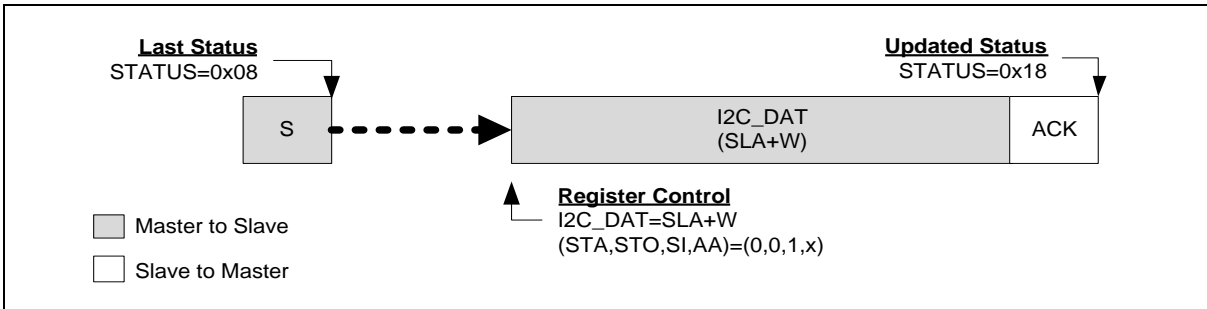 Last Status
STATUS=0x08
Updated Status
STATUS=0x18
S
I2C_DAT
(SLA+W)
ACK
Register Control
I2C_DAT=SLA+W
(STA,STO,SI,AA)=(0,0,1,x)
Master to Slave
Slave to Master